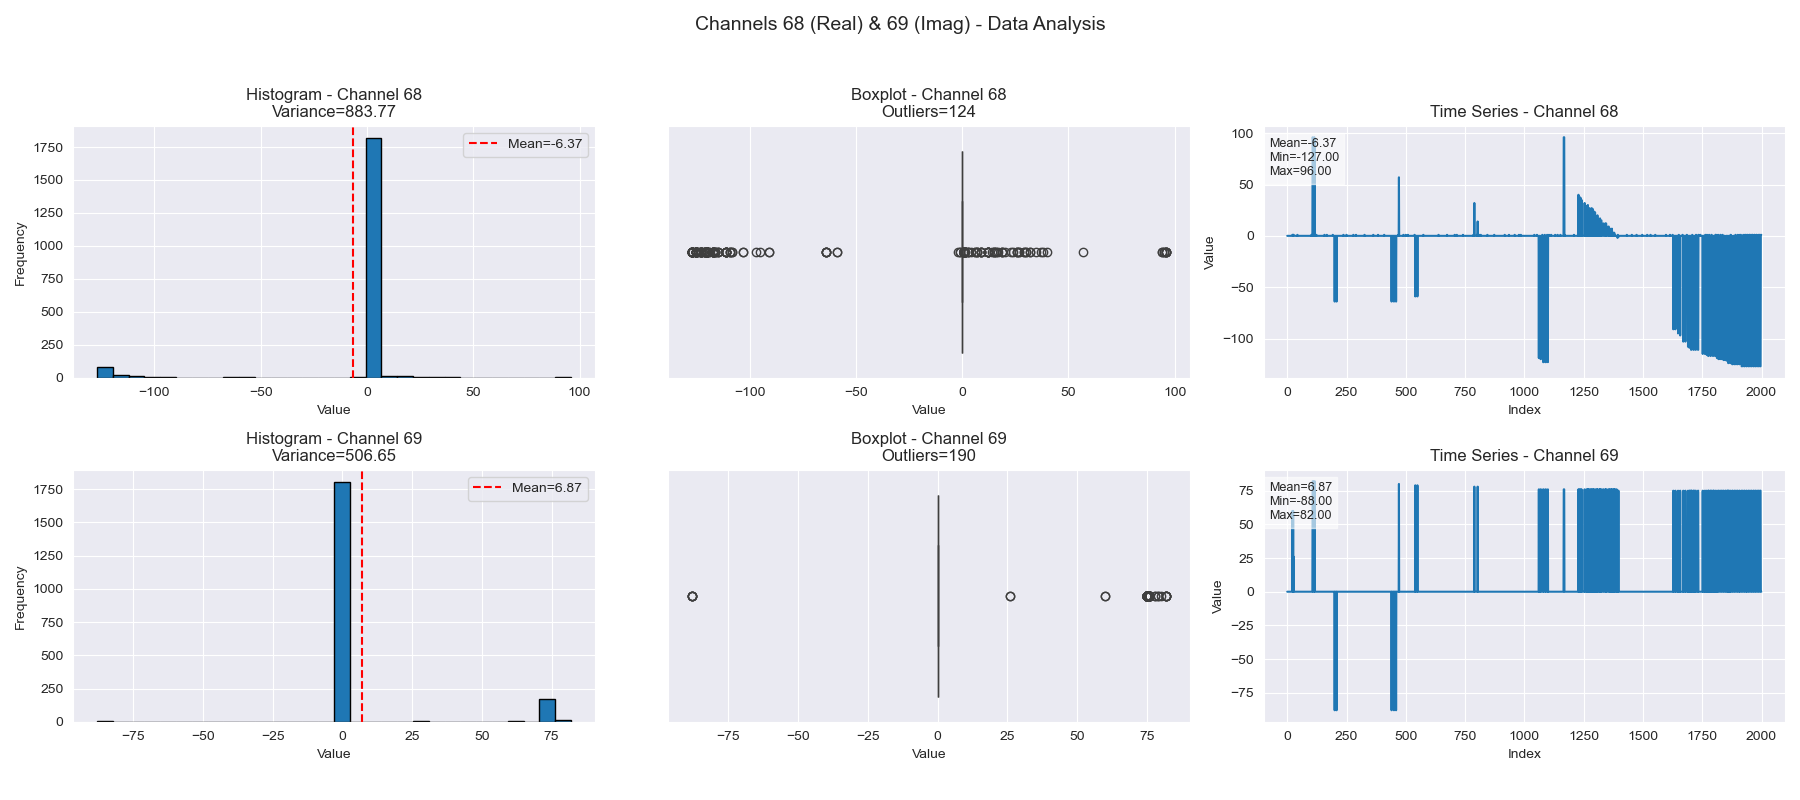 Channels 68 (Real) & 69 (Imag) - Data Analysis
Histogram - Channel 68
Variance=883.77
Mean=-6.37
Frequency
1750
1500
1250
1000
750
500
250
0
−100
−50
0
50
100
Value
Boxplot - Channel 68
Outliers=124
−100
−50
0
50
100
Value
Time Series - Channel 68
Mean=-6.37
Min=-127.00
Max=96.00
Value
100
50
0
−50
−100
0
250
500
750
1000
1250
1500
1750
2000
Index
Histogram - Channel 69
Variance=506.65
Mean=6.87
Frequency
1750
1500
1250
1000
750
500
250
0
−75
−50
−25
0
25
50
75
Value
Boxplot - Channel 69
Outliers=190
−75
−50
−25
0
25
50
75
Value
Time Series - Channel 69
Mean=6.87
Min=-88.00
Max=82.00
Value
75
50
25
0
−25
−50
−75
0
250
500
750
1000
1250
1500
1750
2000
Index